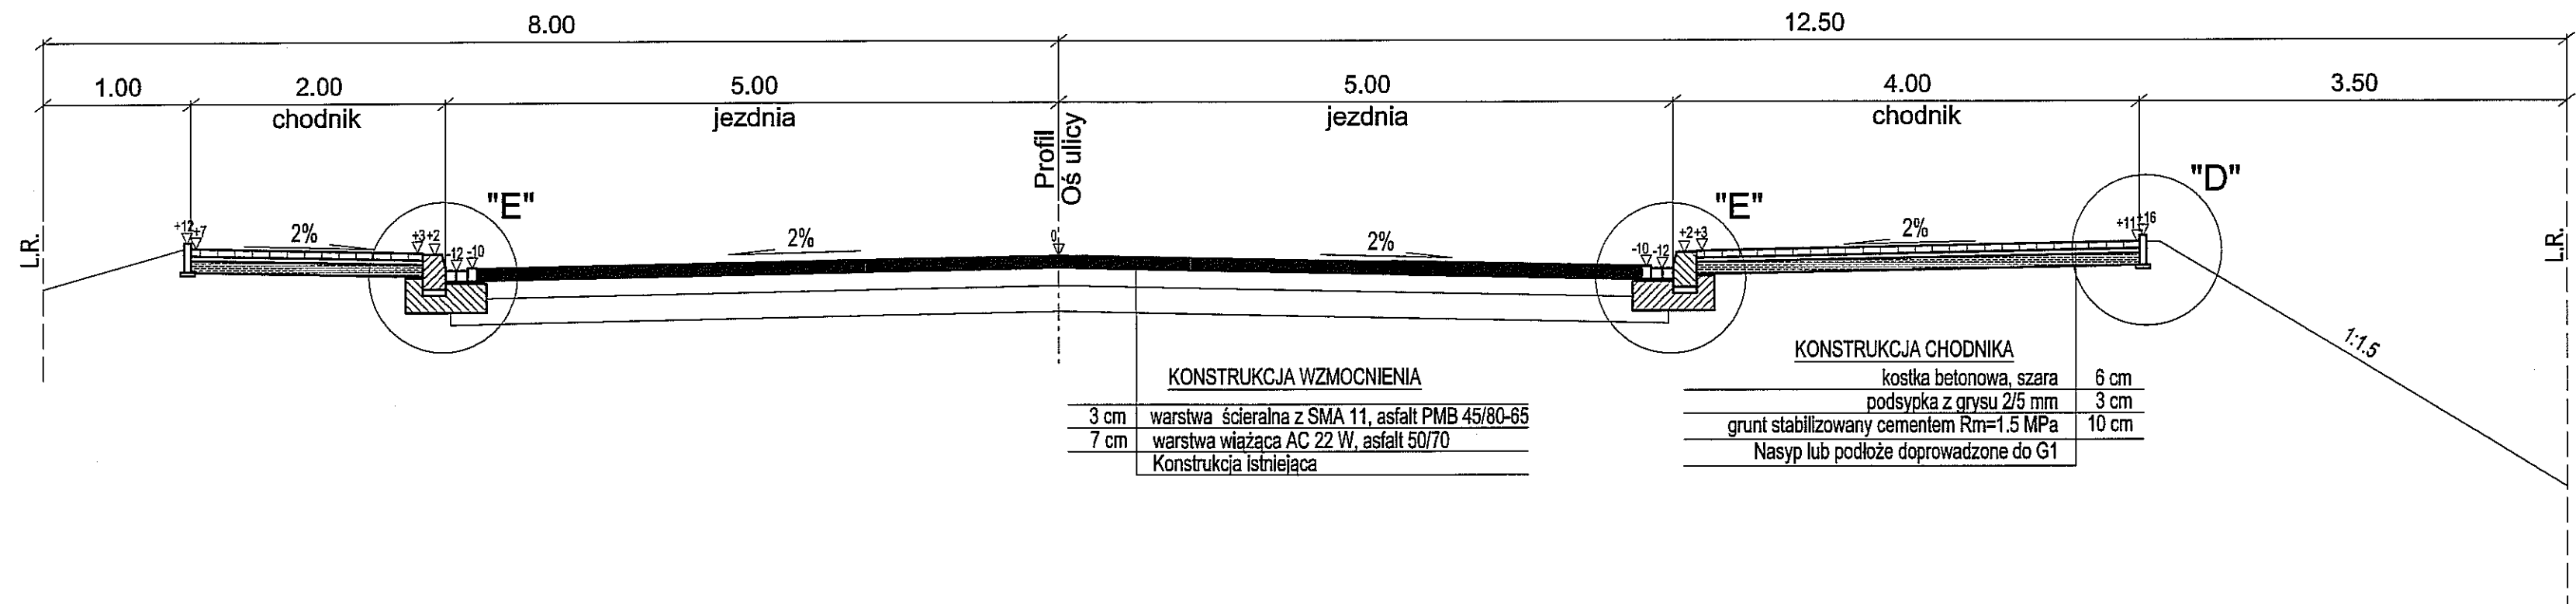 8.00 12.50
1.00 2.00 5.00 5.00 4.00 3.50
chodnik jezdnia jezdnia chodnik
Profil
Oś ulicy
L.R. L.R.
"E" "E" "D"
+12 +7 2% +3 +2 -12 -10 2% 0 2% -10 -12 +2 +3 2% +11 +16
1:1.5
KONSTRUKCJA WZMOCNIENIA
3 cm warstwa ścieralna z SMA 11, asfalt PMB 45/80-65
7 cm warstwa wiążąca AC 22 W, asfalt 50/70
Konstrukcja istniejąca
KONSTRUKCJA CHODNIKA
kostka betonowa, szara 6 cm
podsypka z grysu 2/5 mm 3 cm
grunt stabilizowany cementem Rm=1.5 MPa 10 cm
Nasyp lub podłoże doprowadzone do G1